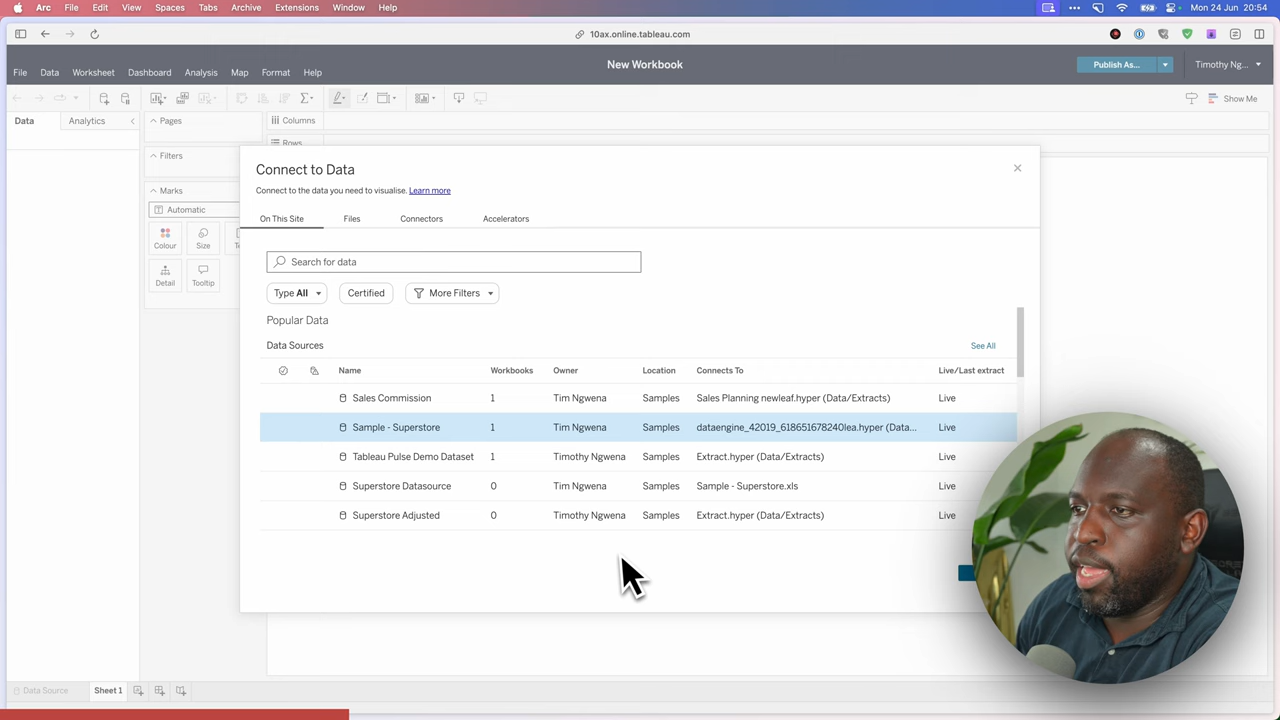 Arc File Edit View Spaces Tabs Archive Extensions Window Help
Mon 24 Jun 20:54
10ax.online.tableau.com
New Workbook
Publish As...
Timothy Ng...
File Data Worksheet Dashboard Analysis Map Format Help
Show Me
Data Analytics
Pages
Columns
Rows
Filters
Marks
Automatic
Colour Size
Detail Tooltip
Connect to Data
Connect to the data you need to visualise. Learn more
On This Site Files Connectors Accelerators
Search for data
Type All Certified More Filters
Popular Data
Data Sources See All
Name Workbooks Owner Location Connects To Live/Last extract
Sales Commission 1 Tim Ngwena Samples Sales Planning newleaf.hyper (Data/Extracts) Live
Sample - Superstore 1 Tim Ngwena Samples dataengine_42019_618651678240lea.hyper (Data... Live
Tableau Pulse Demo Dataset 1 Timothy Ngwena Samples Extract.hyper (Data/Extracts) Live
Superstore Datasource 0 Tim Ngwena Samples Sample - Superstore.xls Live
Superstore Adjusted 0 Timothy Ngwena Samples Extract.hyper (Data/Extracts) Live
Data Source Sheet 1